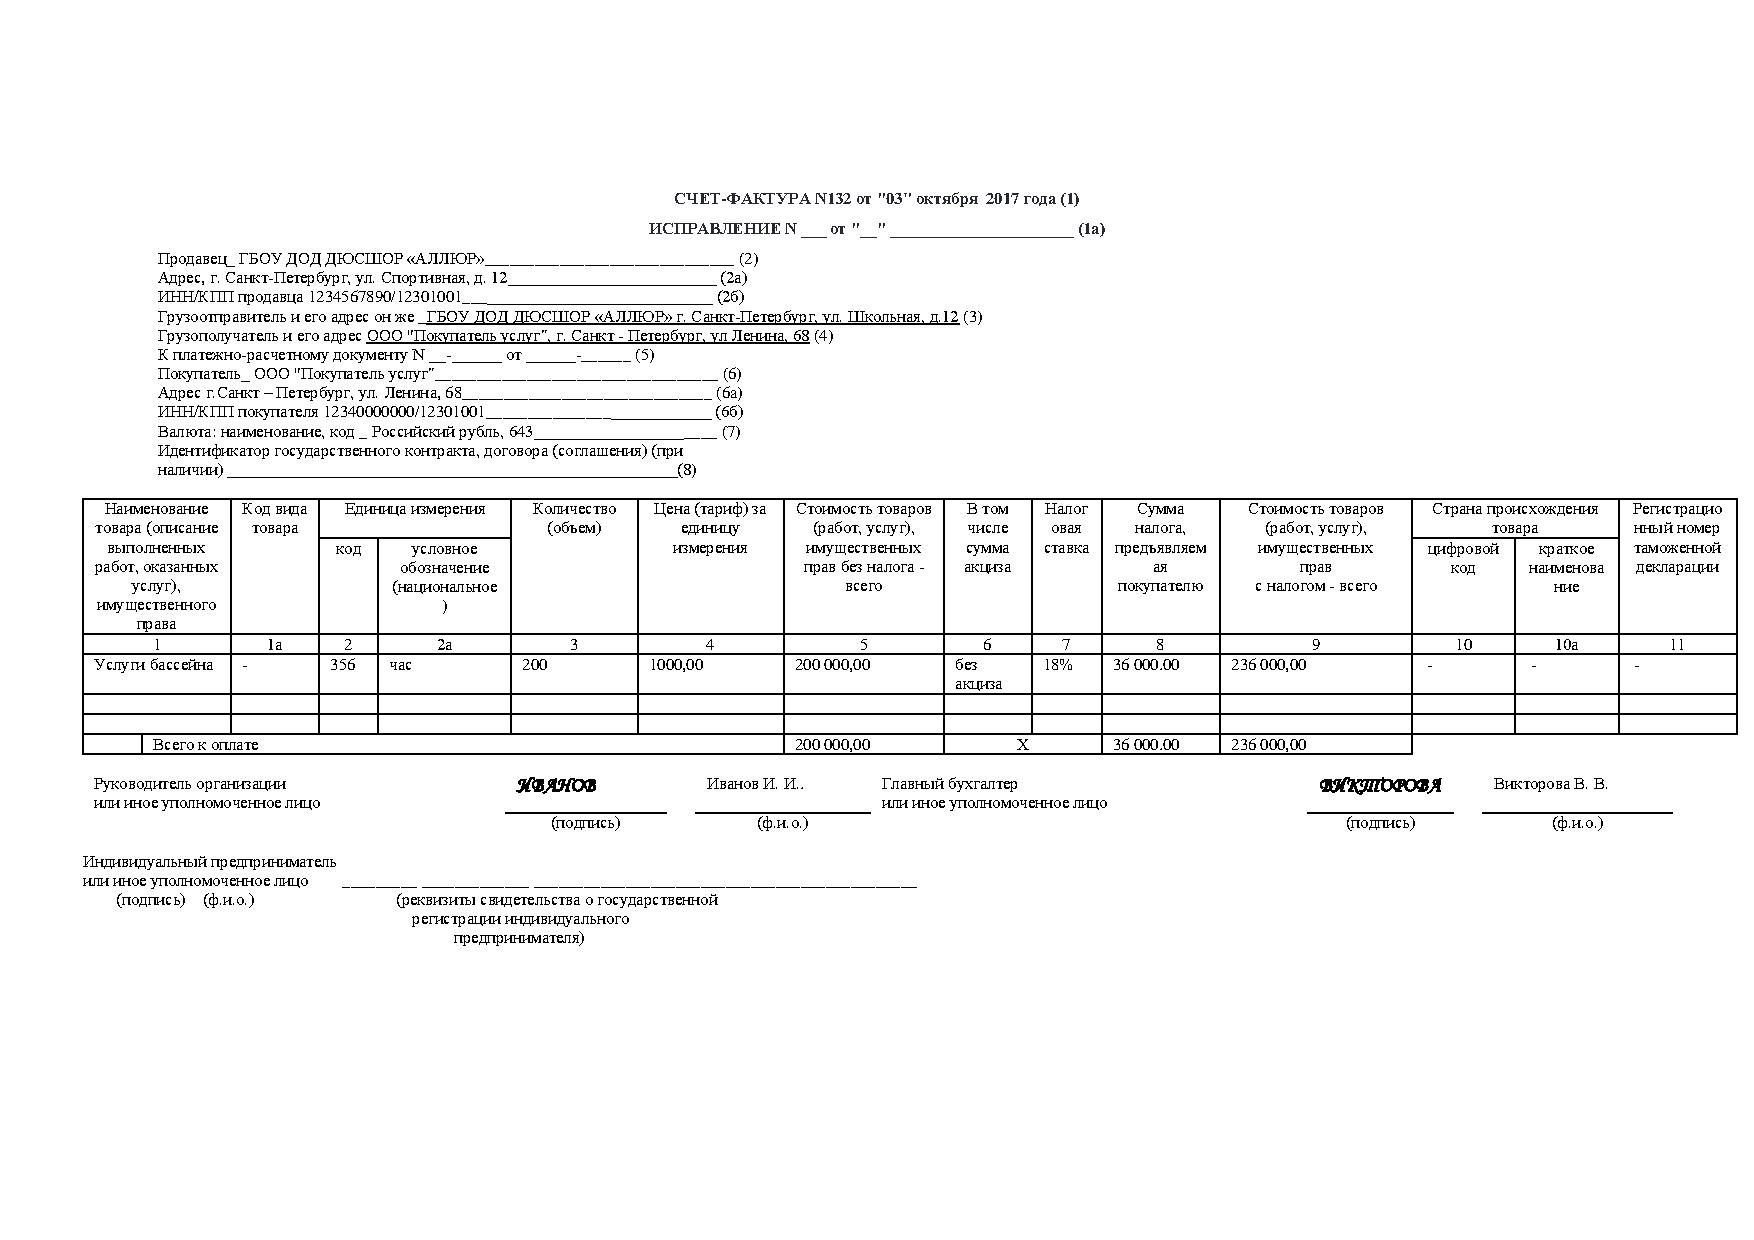 СЧЕТ-ФАКТУРА N132 от "03" октября 2017 года (1)
ИСПРАВЛЕНИЕ N ___ от "__" ______________________ (1а)
Продавец_ ГБОУ ДОД ДЮСШОР «АЛЛЮР»______________________________ (2)
Адрес, г. Санкт-Петербург, ул. Спортивная, д. 12_________________________ (2а)
ИНН/КПП продавца 1234567890/12301001______________________________ (2б)
Грузоотправитель и его адрес он же _ГБОУ ДОД ДЮСШОР «АЛЛЮР» г. Санкт-Петербург, ул. Школьная, д.12 (3)
Грузополучатель и его адрес ООО "Покупатель услуг", г. Санкт - Петербург, ул Ленина, 68 (4)
К платежно-расчетному документу N __-______ от ______-______ (5)
Покупатель_ ООО "Покупатель услуг"__________________________________ (6)
Адрес г.Санкт – Петербург, ул. Ленина, 68______________________________ (6а)
ИНН/КПП покупателя 12340000000/12301001___________________________ (6б)
Валюта: наименование, код _ Российский рубль, 643______________________ (7)
Идентификатор государственного контракта, договора (соглашения) (при
наличии) ______________________________________________________(8)
Наименование товара (описание выполненных работ, оказанных услуг), имущественного права
Код вида товара
Единица измерения
код
условное обозначение (национальное)
Количество (объем)
Цена (тариф) за единицу измерения
Стоимость товаров (работ, услуг), имущественных прав без налога - всего
В том числе сумма акциза
Налоговая ставка
Сумма налога, предъявляемая покупателю
Стоимость товаров (работ, услуг), имущественных прав с налогом - всего
Страна происхождения товара
цифровой код
краткое наименование
Регистрационный номер таможенной декларации
1 1а 2 2а 3 4 5 6 7 8 9 10 10а 11
Услуги бассейна - 356 час 200 1000,00 200 000,00 без акциза 18% 36 000.00 236 000,00 - - -
Всего к оплате 200 000,00 Х 36 000.00 236 000,00
Руководитель организации ИВАНОВ Иванов И. И.. Главный бухгалтер ВИКТОРОВА Викторова В. В.
или иное уполномоченное лицо или иное уполномоченное лицо
(подпись) (ф.и.о.) (подпись) (ф.и.о.)
Индивидуальный предприниматель
или иное уполномоченное лицо _________ _____________ ______________________________________________
(подпись) (ф.и.о.) (реквизиты свидетельства о государственной
регистрации индивидуального
предпринимателя)